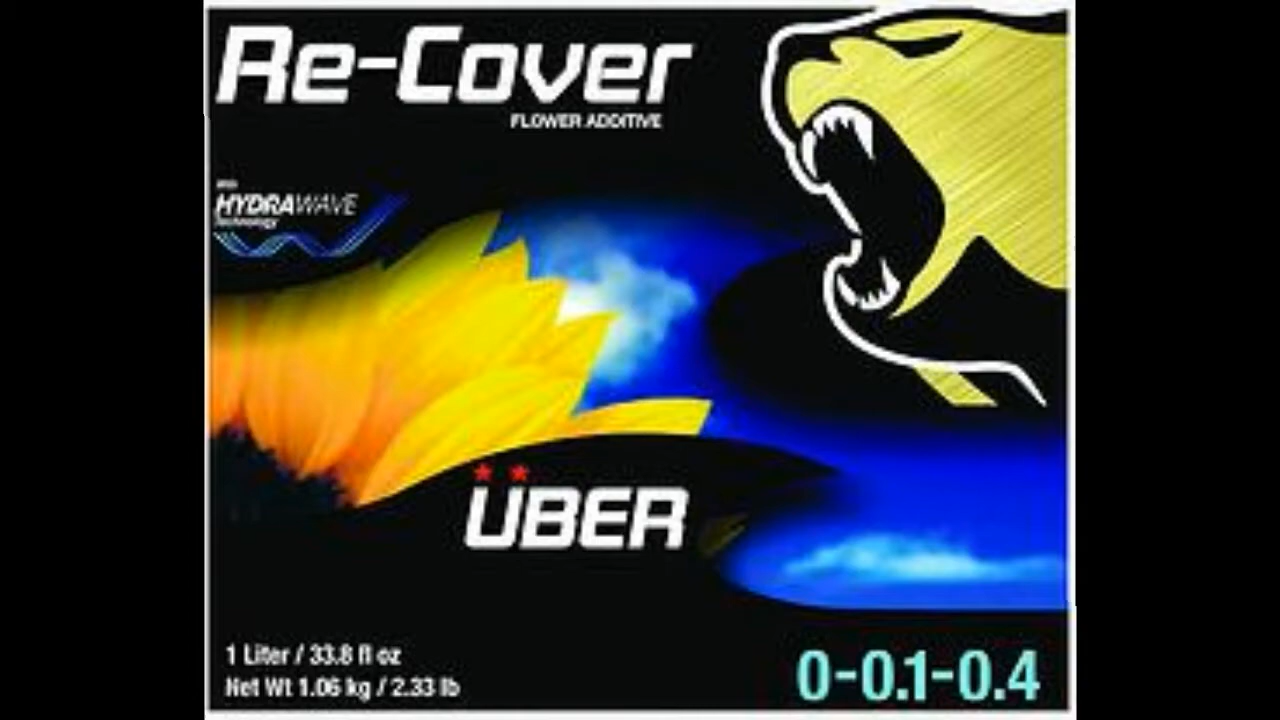 Re-Cover
FLOWER ADDITIVE
with
HYDRAWAVE
Technology
ÜBER
1 Liter / 33.8 fl oz
Net Wt 1.06 kg / 2.33 lb
0-0.1-0.4